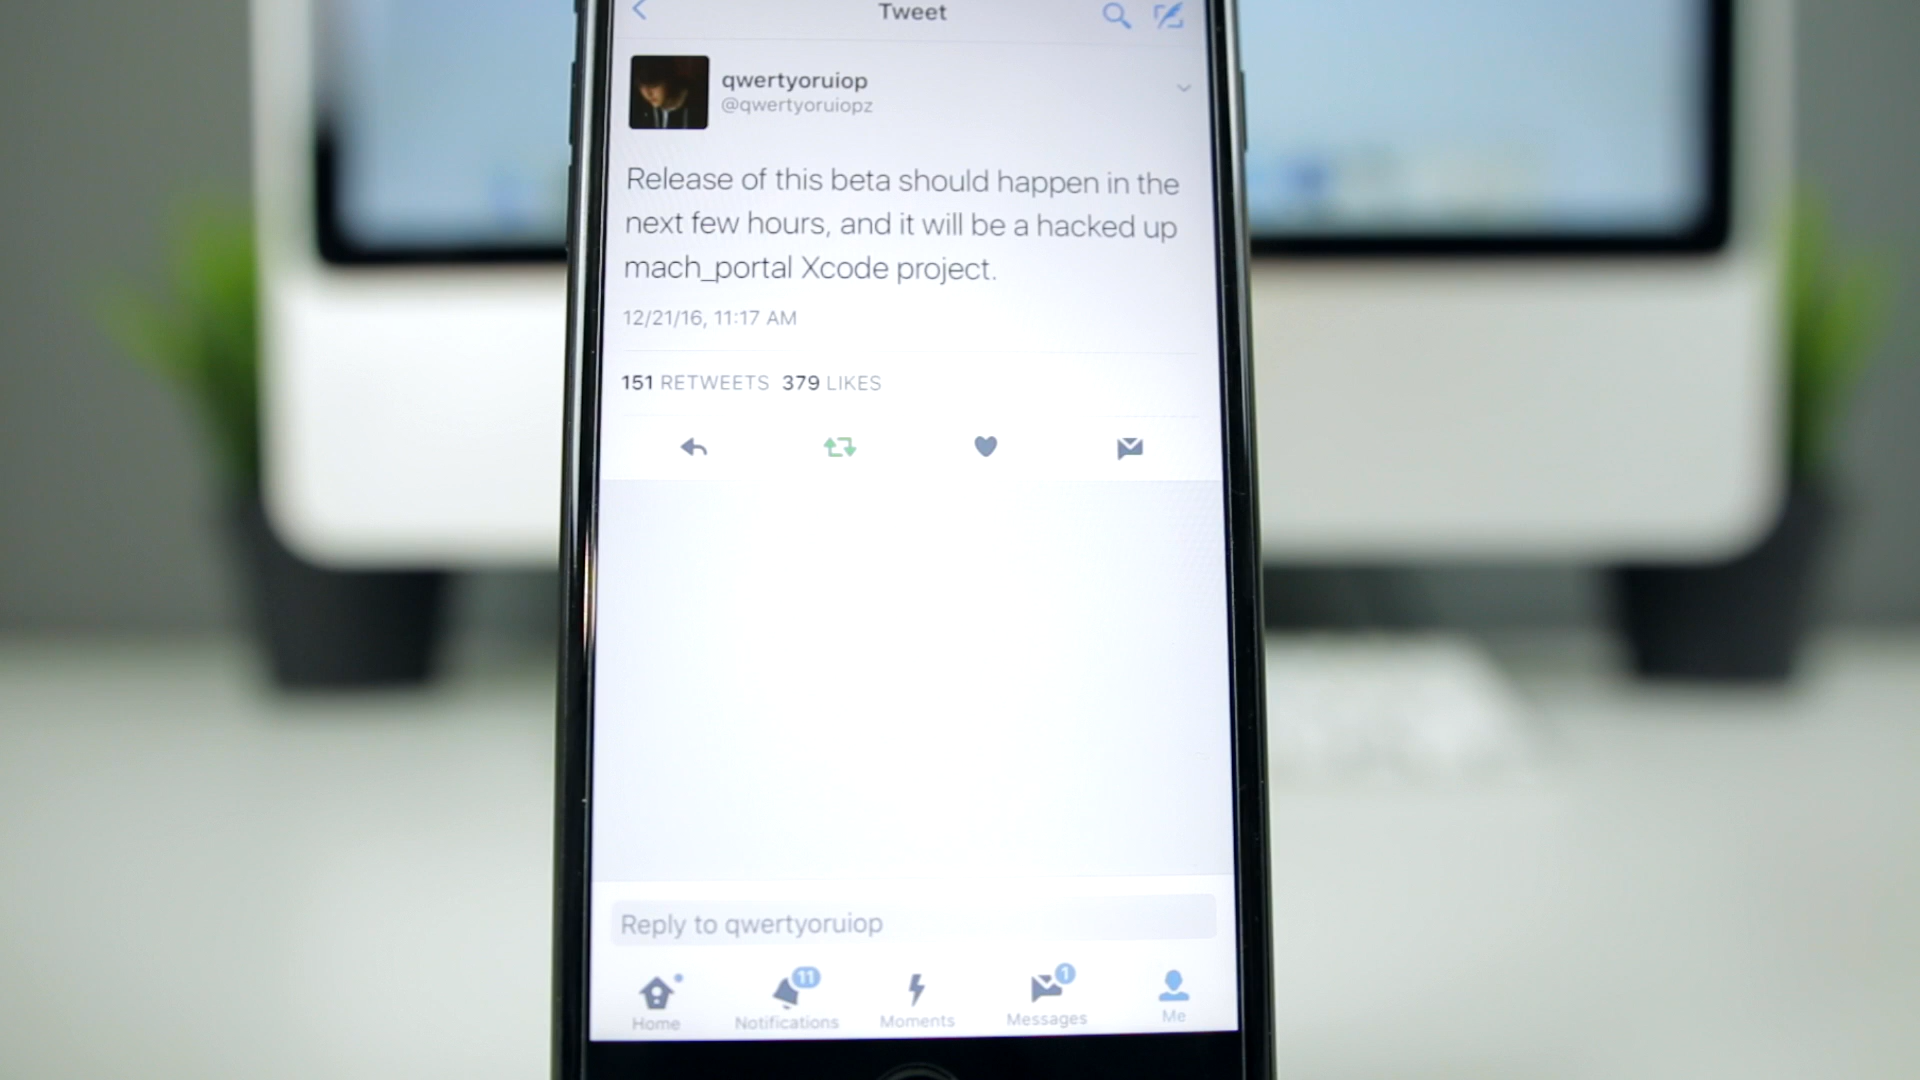 Tweet
qwertyoruiop
@qwertyoruiopz
Release of this beta should happen in the
next few hours, and it will be a hacked up
mach_portal Xcode project.
12/21/16, 11:17 AM
151 RETWEETS 379 LIKES
Reply to qwertyoruiop
11
1
Home Notifications Moments Messages Me